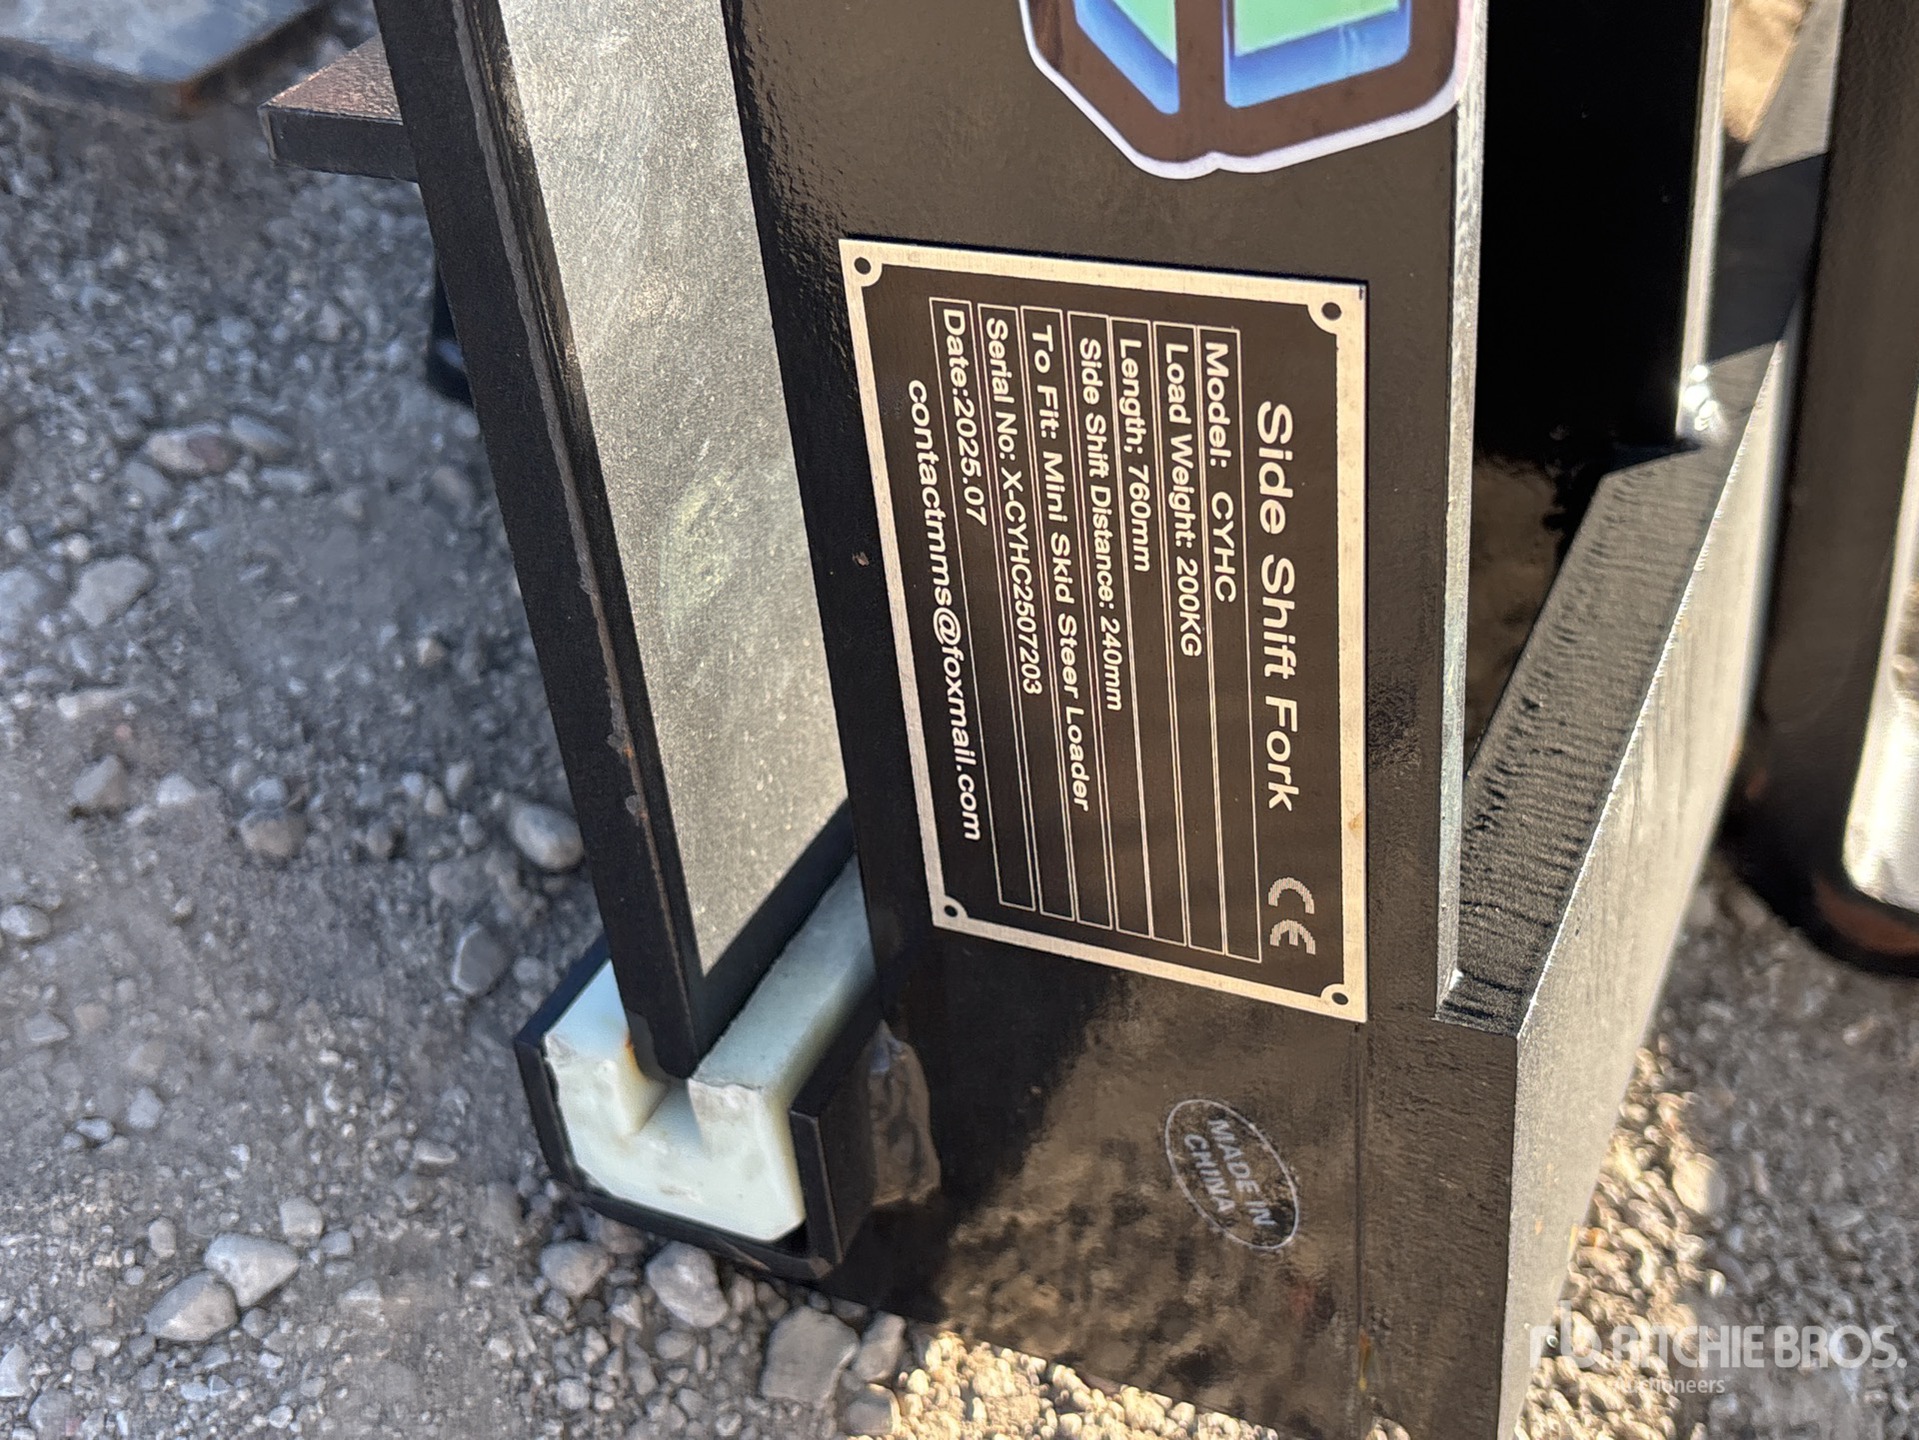 Side Shift Fork CE
Model: CYHC
Load Weight: 200KG
Length; 760mm
Side Shift Distance: 240mm
To Fit: Mini Skid Steer Loader
Serial No: X-CYHC2507203
Date:2025.07
contactmms@foxmail.com
MADE IN
CHINA
rb RITCHIE BROS.
Auctioneers